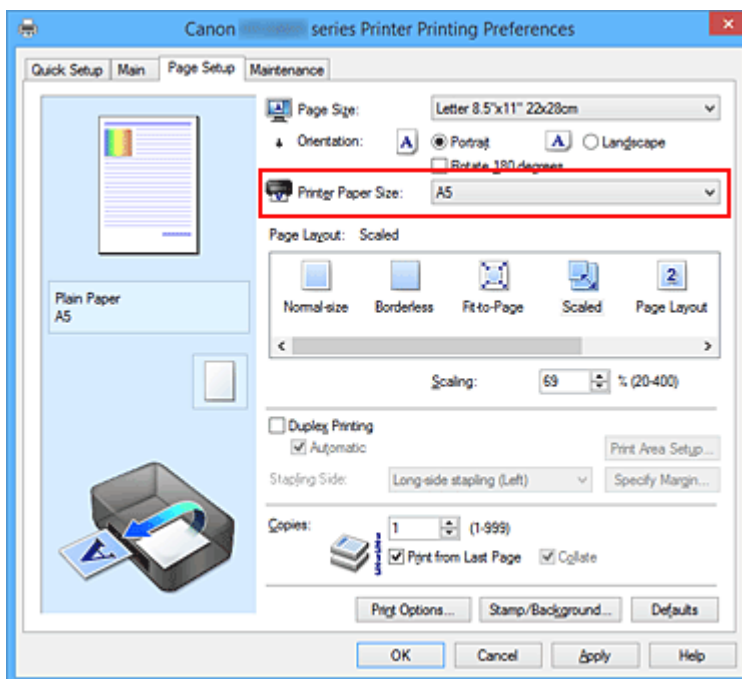 Canon series Printer Printing Preferences
Quick Setup Main Page Setup Maintenance
Page Size: Letter 8.5"x11" 22x28cm
Orientation: A Portrait A Landscape
Rotate 180 degrees
Printer Paper Size: A5
Page Layout: Scaled
Normal-size Borderless Fit-to-Page Scaled Page Layout
Plain Paper
A5
Scaling: 69 % (20-400)
Duplex Printing
Automatic
Print Area Setup...
Stapling Side: Long-side stapling (Left) Specify Margin...
Copies: 1 (1-999)
Print from Last Page Collate
Print Options... Stamp/Background... Defaults
OK Cancel Apply Help